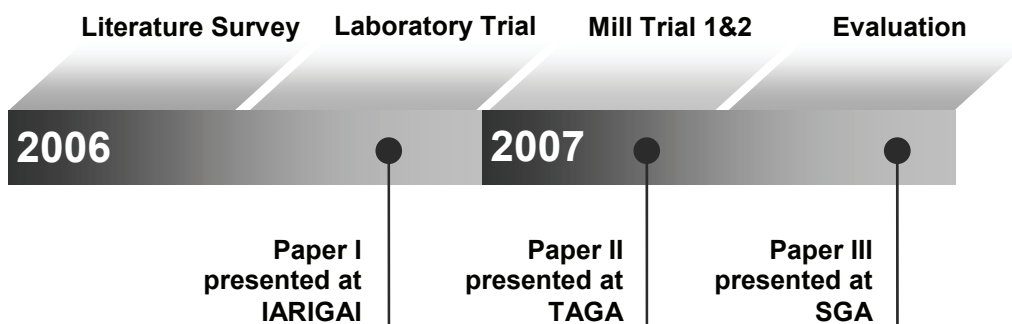 Literature Survey Laboratory Trial Mill Trial 1&2 Evaluation
2006 2007
Paper I
presented at
IARIGAI
Paper II
presented at
TAGA
Paper III
presented at
SGA